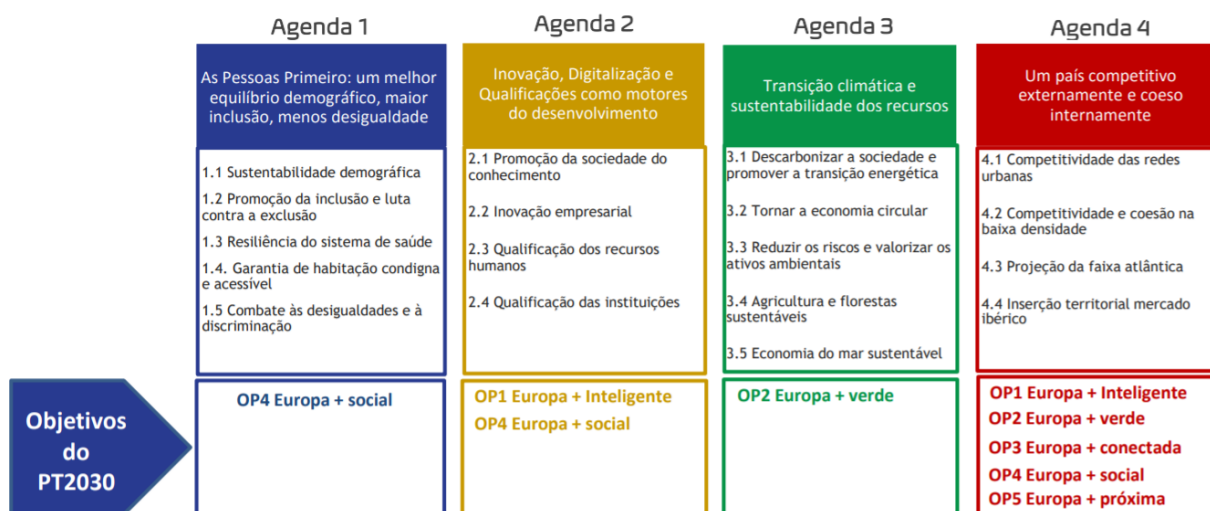 Agenda 1
As Pessoas Primeiro: um melhor
equilíbrio demográfico, maior
inclusão, menos desigualdade
1.1 Sustentabilidade demográfica
1.2 Promoção da inclusão e luta
contra a exclusão
1.3 Resiliência do sistema de saúde
1.4. Garantia de habitação condigna
e acessível
1.5 Combate às desigualdades e à
discriminação
Agenda 2
Inovação, Digitalização e
Qualificações como motores
do desenvolvimento
2.1 Promoção da sociedade do
conhecimento
2.2 Inovação empresarial
2.3 Qualificação dos recursos
humanos
2.4 Qualificação das instituições
Agenda 3
Transição climática e
sustentabilidade dos recursos
3.1 Descarbonizar a sociedade e
promover a transição energética
3.2 Tornar a economia circular
3.3 Reduzir os riscos e valorizar os
ativos ambientais
3.4 Agricultura e florestas
sustentáveis
3.5 Economia do mar sustentável
Agenda 4
Um país competitivo
externamente e coeso
internamente
4.1 Competitividade das redes
urbanas
4.2 Competitividade e coesão na
baixa densidade
4.3 Projeção da faixa atlântica
4.4 Inserção territorial mercado
ibérico
Objetivos
do
PT2030
OP4 Europa + social
OP1 Europa + Inteligente
OP4 Europa + social
OP2 Europa + verde
OP1 Europa + Inteligente
OP2 Europa + verde
OP3 Europa + conectada
OP4 Europa + social
OP5 Europa + próxima